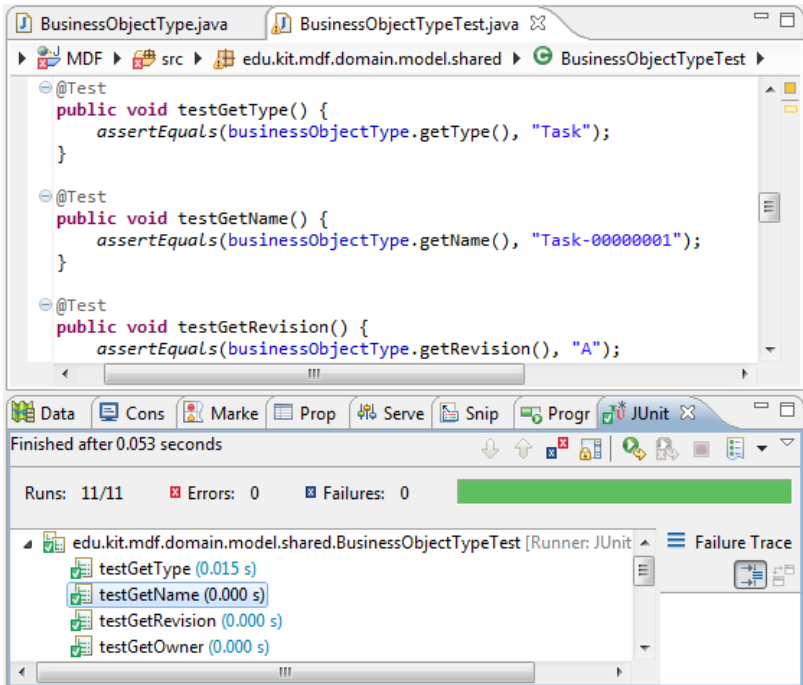 BusinessObjectType.java BusinessObjectTypeTest.java
MDF src edu.kit.mdf.domain.model.shared BusinessObjectTypeTest
@Test
public void testGetType() {
assertEquals(businessObjectType.getType(), "Task");
}
@Test
public void testGetName() {
assertEquals(businessObjectType.getName(), "Task-00000001");
}
@Test
public void testGetRevision() {
assertEquals(businessObjectType.getRevision(), "A");
Data Cons Marke Prop Serve Snip Progr JUnit
Finished after 0.053 seconds
Runs: 11/11 Errors: 0 Failures: 0
edu.kit.mdf.domain.model.shared.BusinessObjectTypeTest [Runner: JUnit Failure Trace
testGetType (0.015 s)
testGetName (0.000 s)
testGetRevision (0.000 s)
testGetOwner (0.000 s)